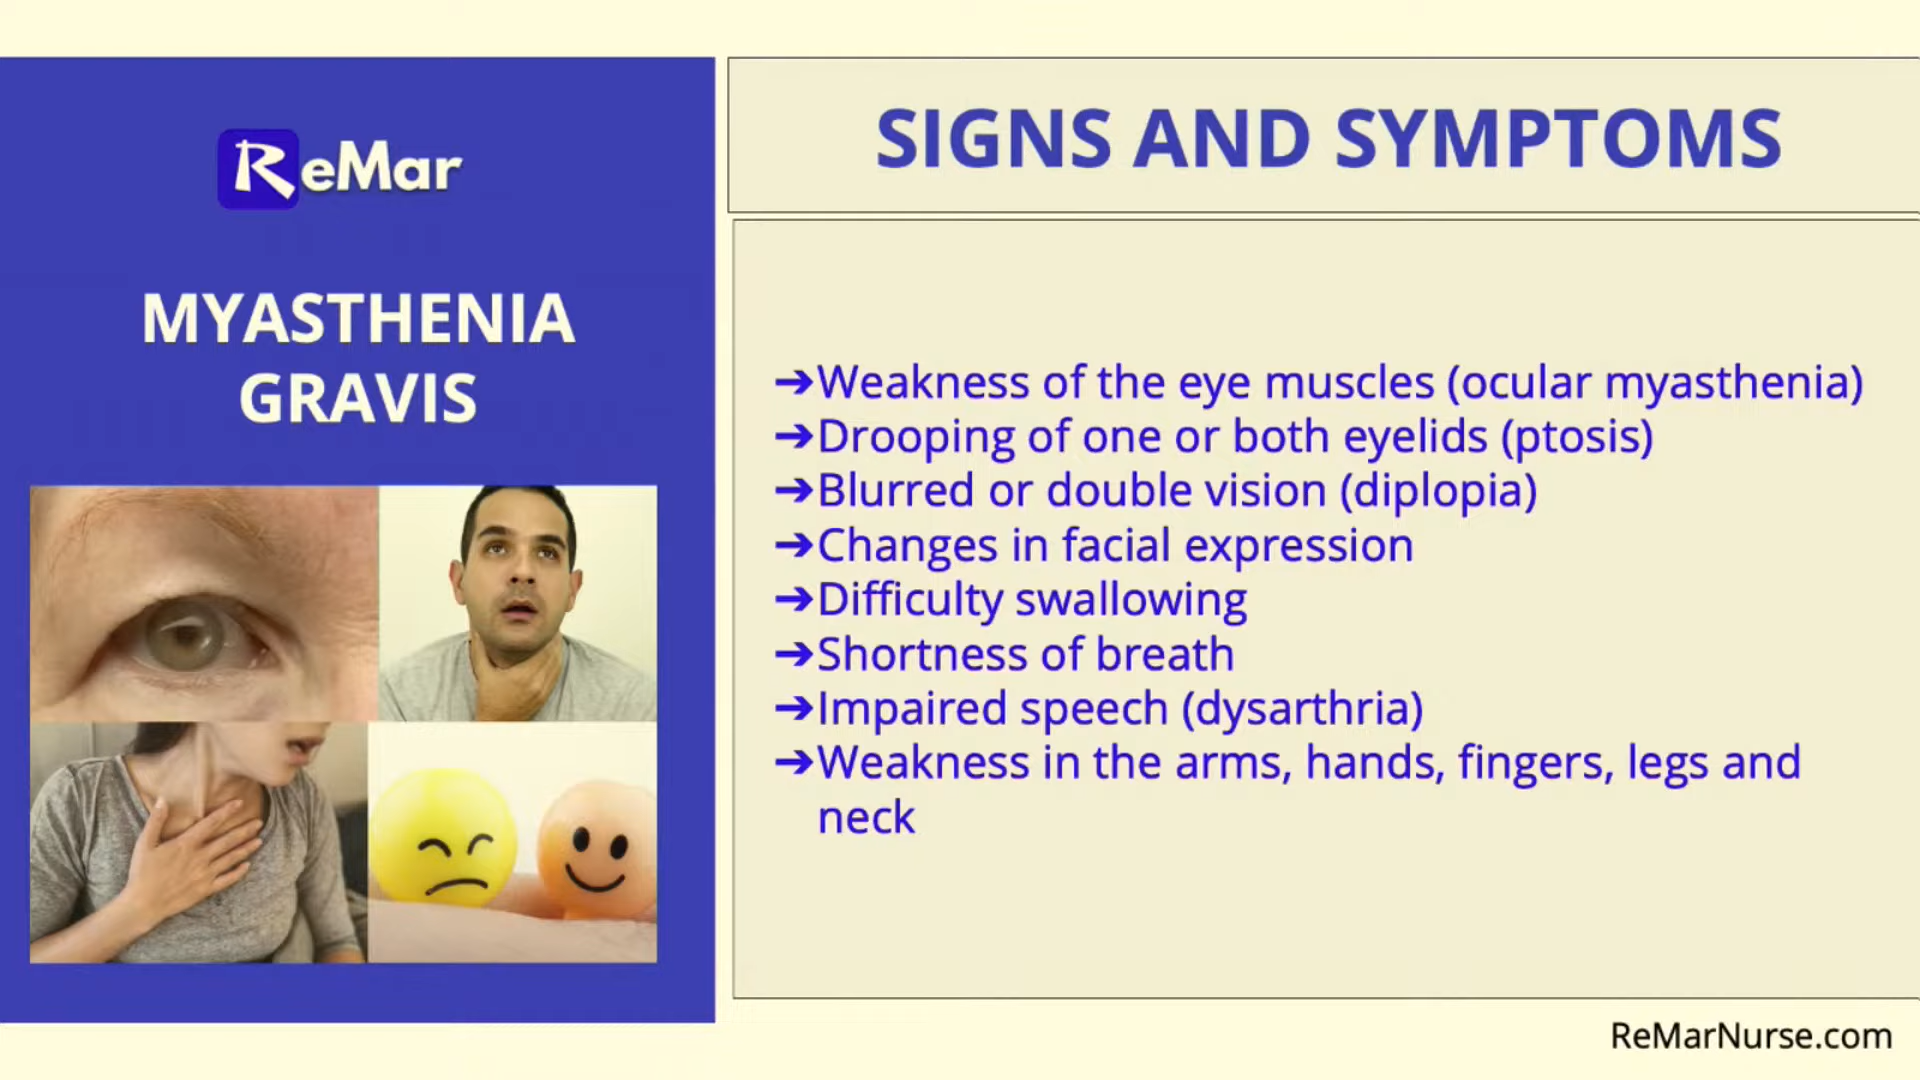 ReMar
MYASTHENIA
GRAVIS
SIGNS AND SYMPTOMS
➔Weakness of the eye muscles (ocular myasthenia)
➔Drooping of one or both eyelids (ptosis)
➔Blurred or double vision (diplopia)
➔Changes in facial expression
➔Difficulty swallowing
➔Shortness of breath
➔Impaired speech (dysarthria)
➔Weakness in the arms, hands, fingers, legs and
neck
ReMarNurse.com